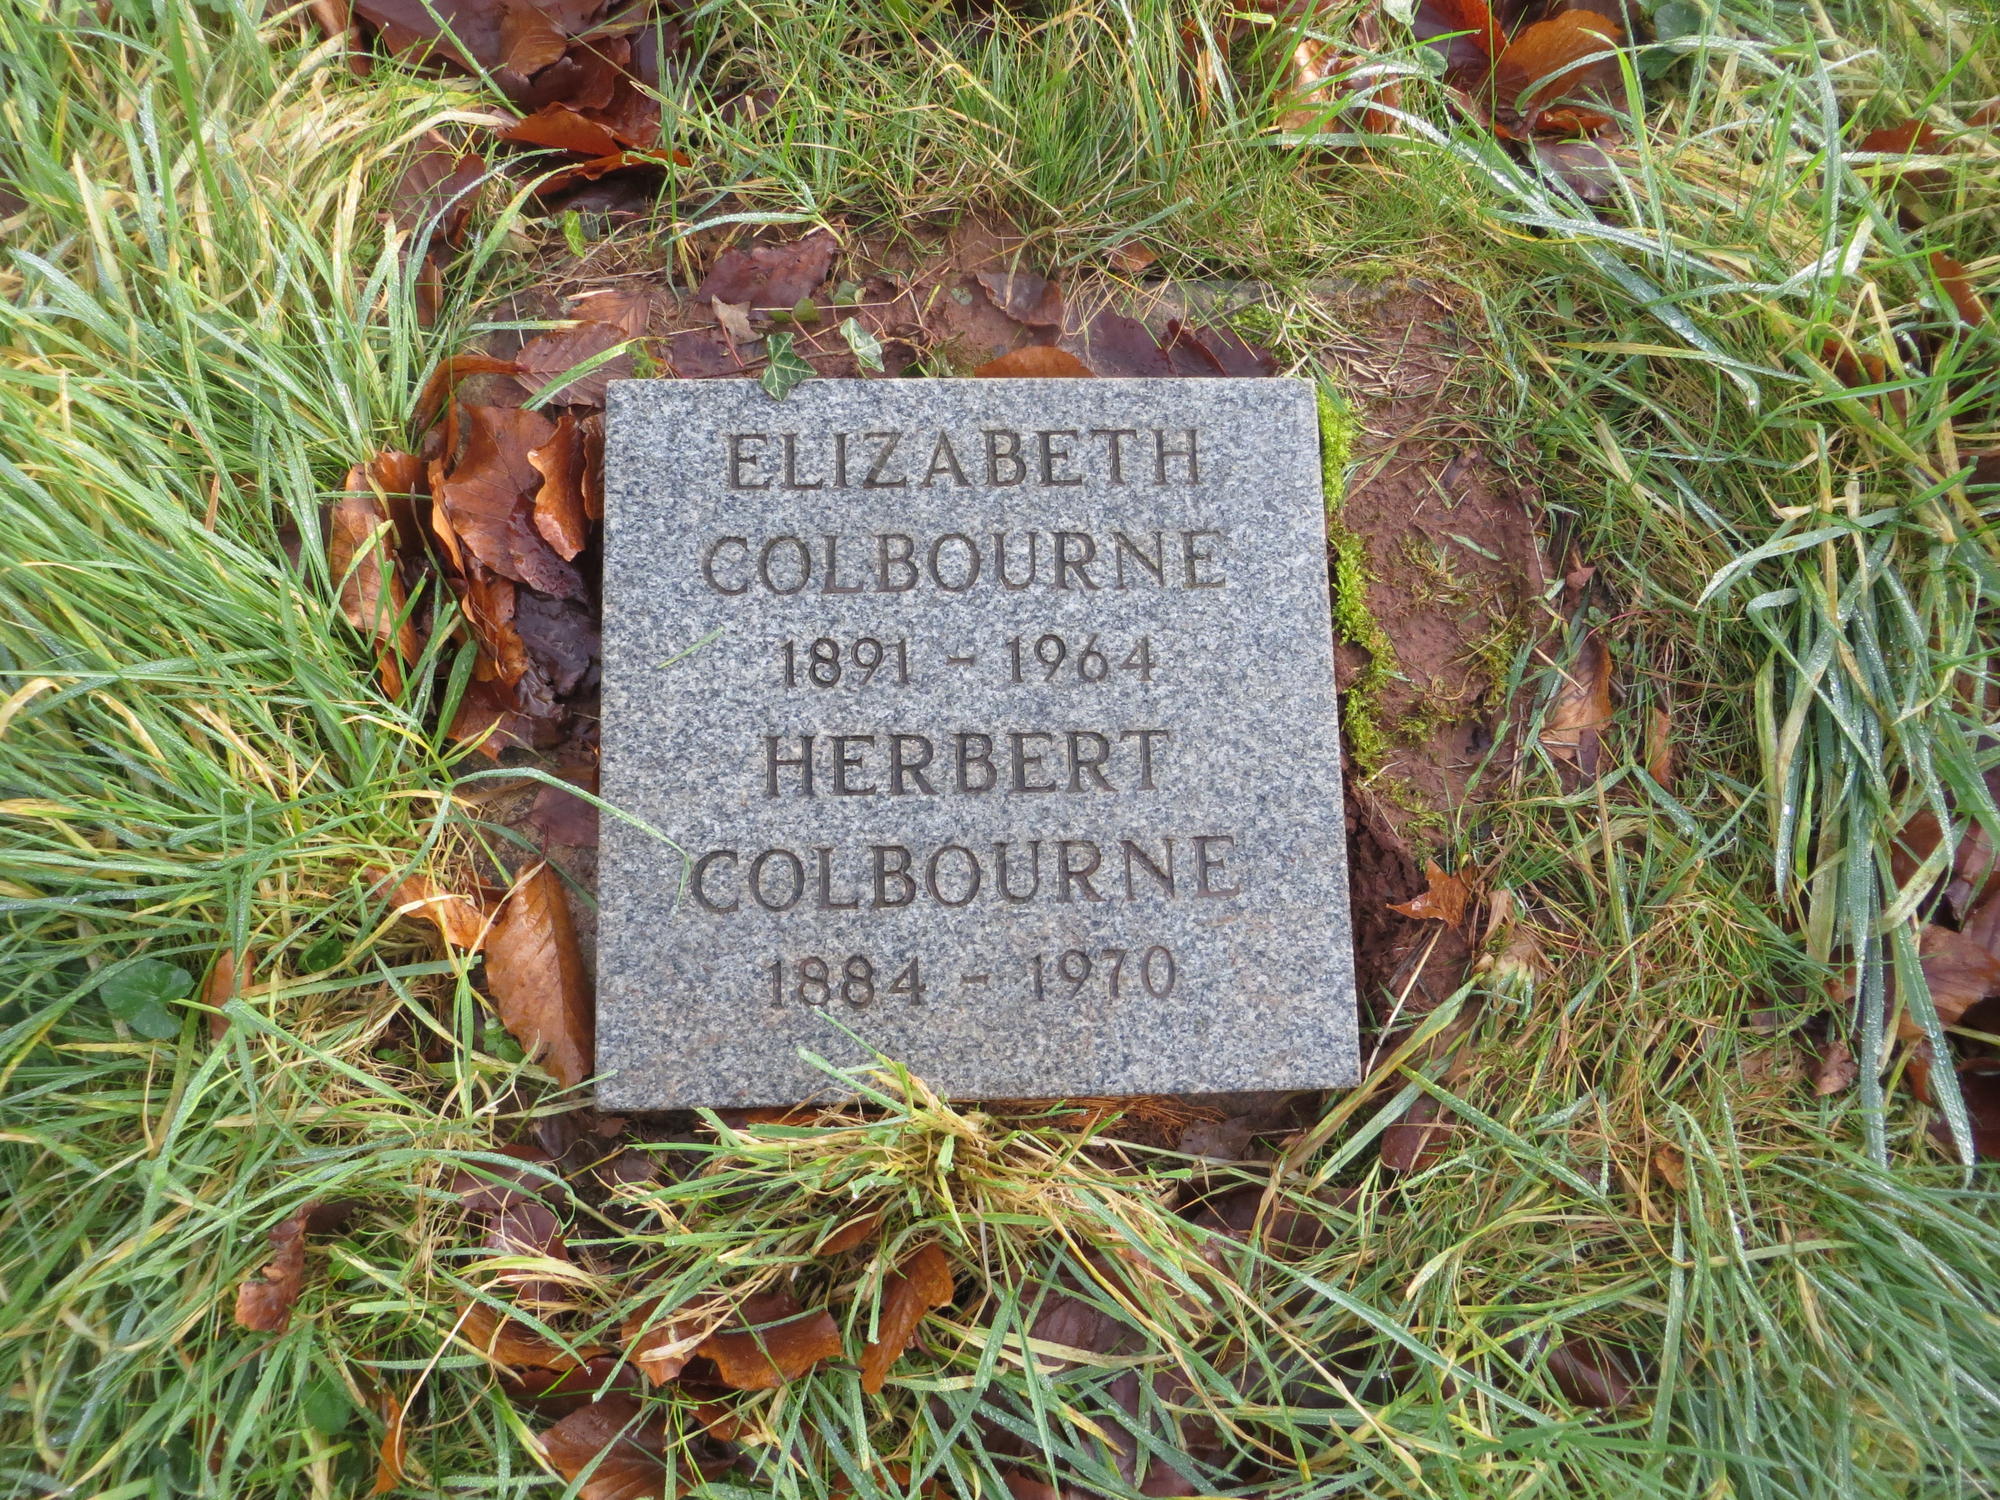 ELIZABETH
COLBOURNE
1891 - 1964
HERBERT
COLBOURNE
1884 - 1970